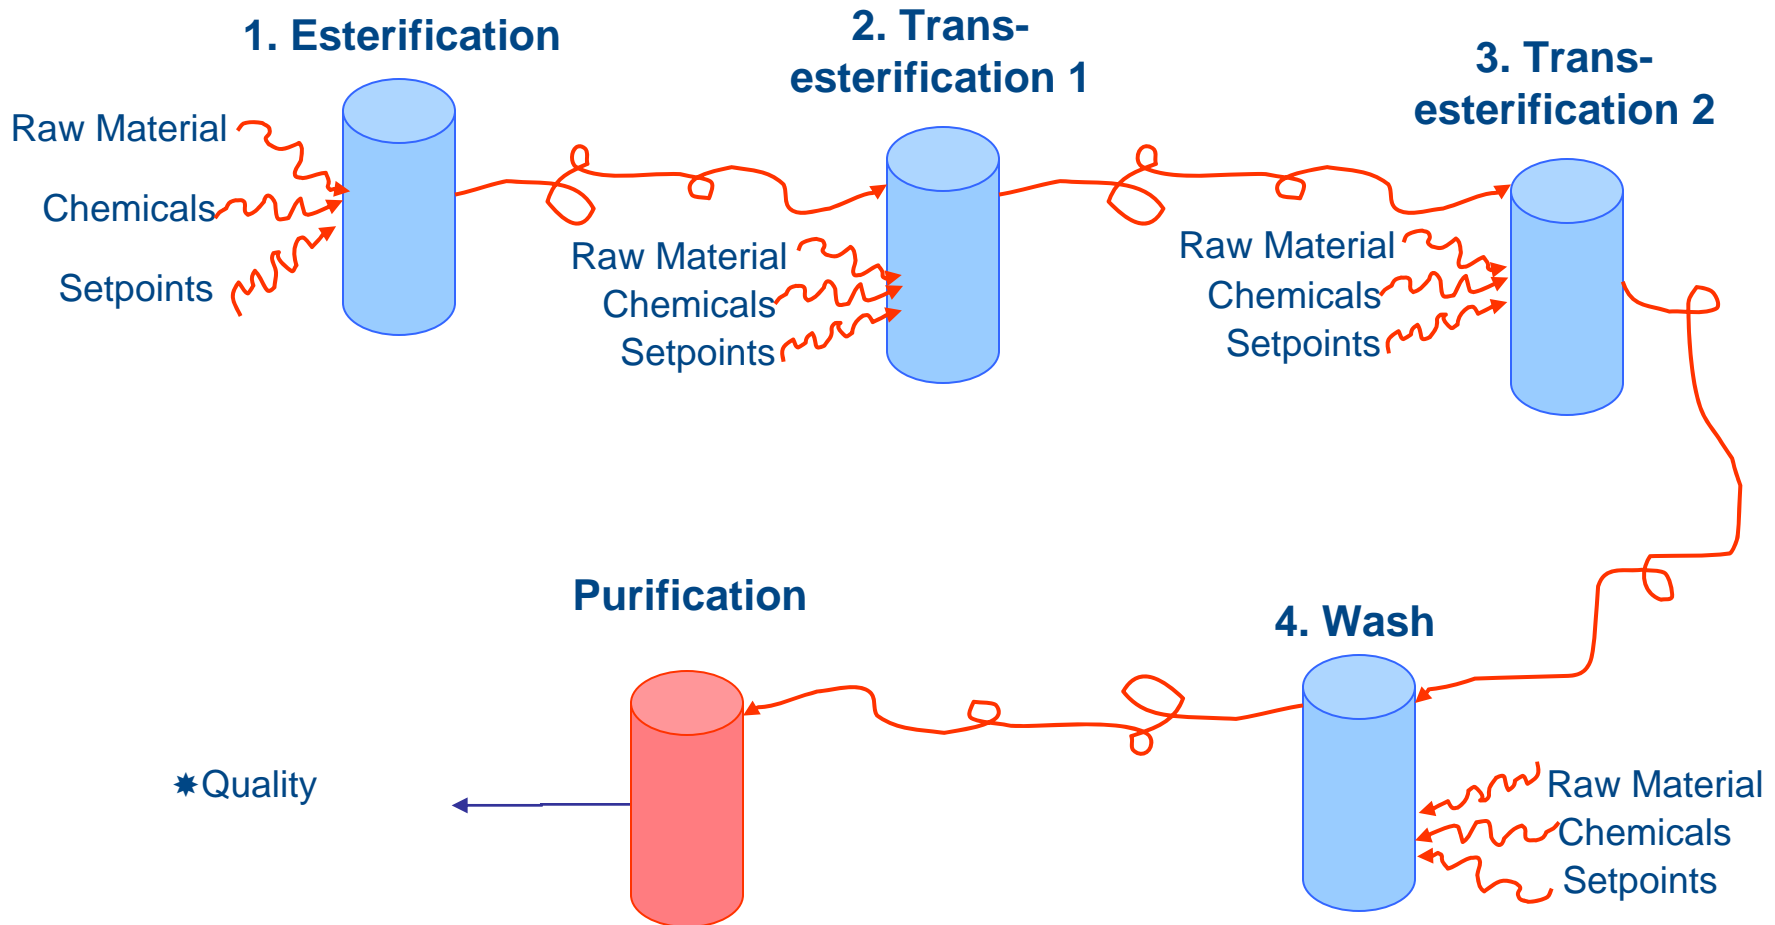 1. Esterification
Raw Material
Chemicals
Setpoints
2. Trans-
esterification 1
Raw Material
Chemicals
Setpoints
3. Trans-
esterification 2
Raw Material
Chemicals
Setpoints
4. Wash
Raw Material
Chemicals
Setpoints
Purification
✷Quality